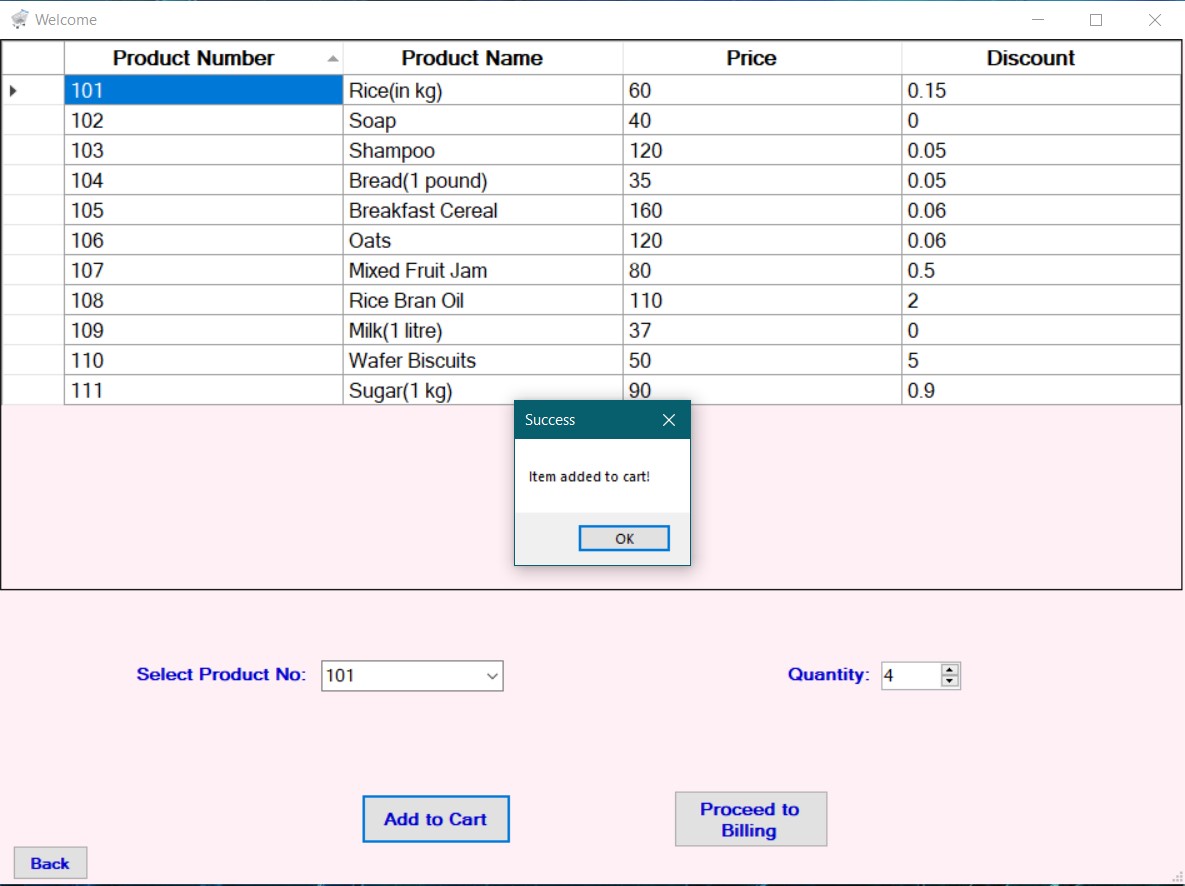 Welcome
Product Number Product Name Price Discount
101 Rice(in kg) 60 0.15
102 Soap 40 0
103 Shampoo 120 0.05
104 Bread(1 pound) 35 0.05
105 Breakfast Cereal 160 0.06
106 Oats 120 0.06
107 Mixed Fruit Jam 80 0.5
108 Rice Bran Oil 110 2
109 Milk(1 litre) 37 0
110 Wafer Biscuits 50 5
111 Sugar(1 kg) 90 0.9
Success
Item added to cart!
OK
Select Product No: 101 Quantity: 4
Add to Cart
Proceed to
Billing
Back